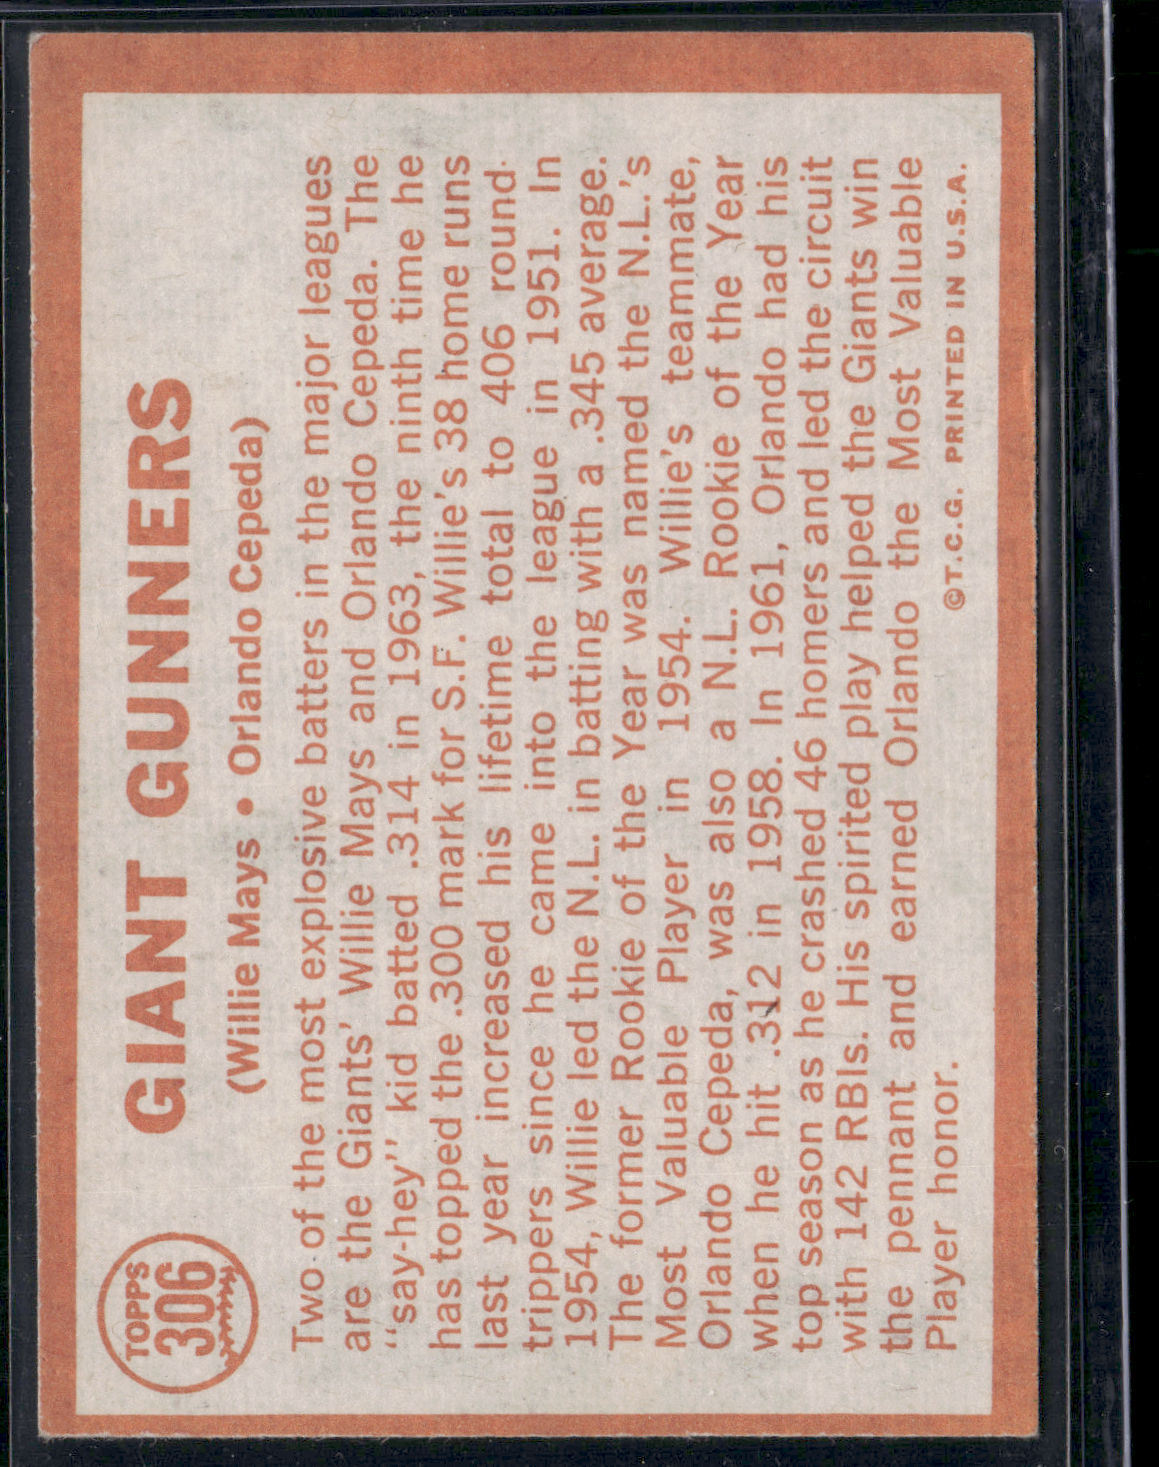 TOPPS
306
GIANT GUNNERS
(Willie Mays • Orlando Cepeda)
Two of the most explosive batters in the major leagues
are the Giants' Willie Mays and Orlando Cepeda. The
"say-hey" kid batted .314 in 1963, the ninth time he
has topped the .300 mark for S.F. Willie's 38 home runs
last year increased his lifetime total to 406 round-
trippers since he came into the league in 1951. In
1954, Willie led the N.L. in batting with a .345 average.
The former Rookie of the Year was named the N.L.'s
Most Valuable Player in 1954. Willie's teammate,
Orlando Cepeda, was also a N.L. Rookie of the Year
when he hit .312 in 1958. In 1961, Orlando had his
top season as he crashed 46 homers and led the circuit
with 142 RBIs. His spirited play helped the Giants win
the pennant and earned Orlando the Most Valuable
Player honor.
©T.C.G. PRINTED IN U.S.A.